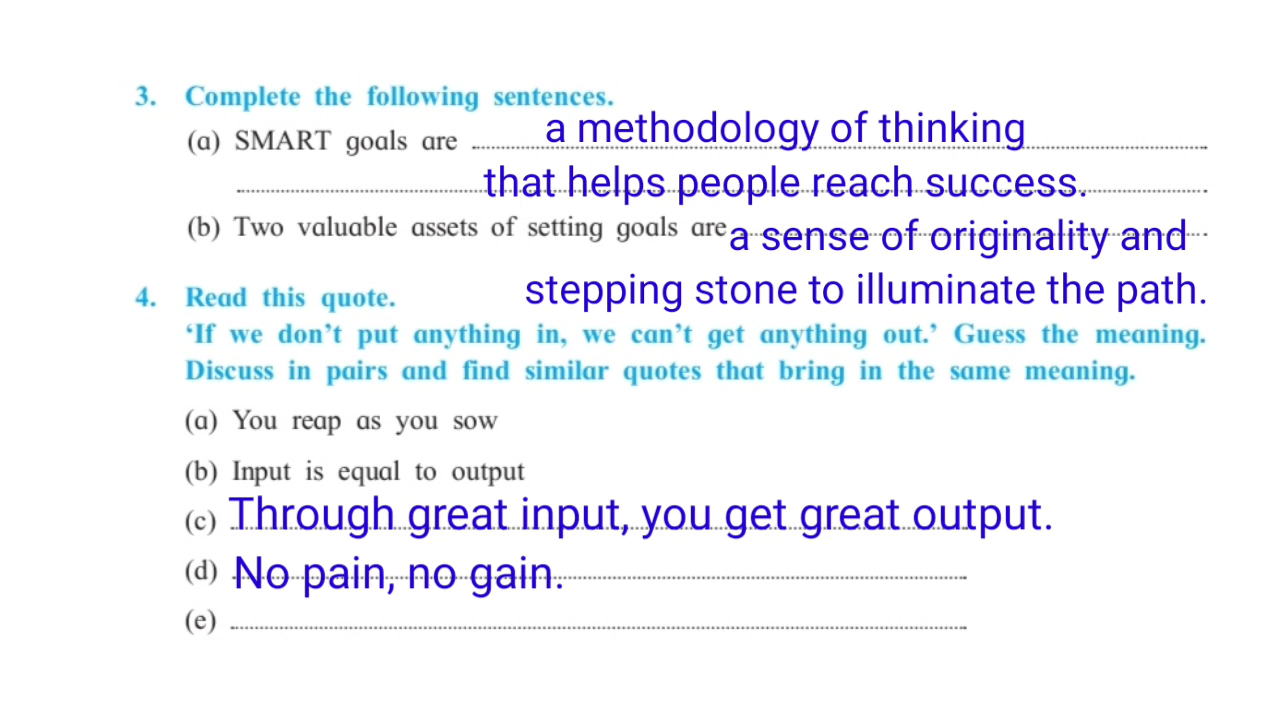 3. Complete the following sentences.
(a) SMART goals are a methodology of thinking
that helps people reach success.
(b) Two valuable assets of setting goals are a sense of originality and
stepping stone to illuminate the path.
4. Read this quote.
‘If we don’t put anything in, we can’t get anything out.’ Guess the meaning.
Discuss in pairs and find similar quotes that bring in the same meaning.
(a) You reap as you sow
(b) Input is equal to output
(c) Through great input, you get great output.
(d) No pain, no gain.
(e)